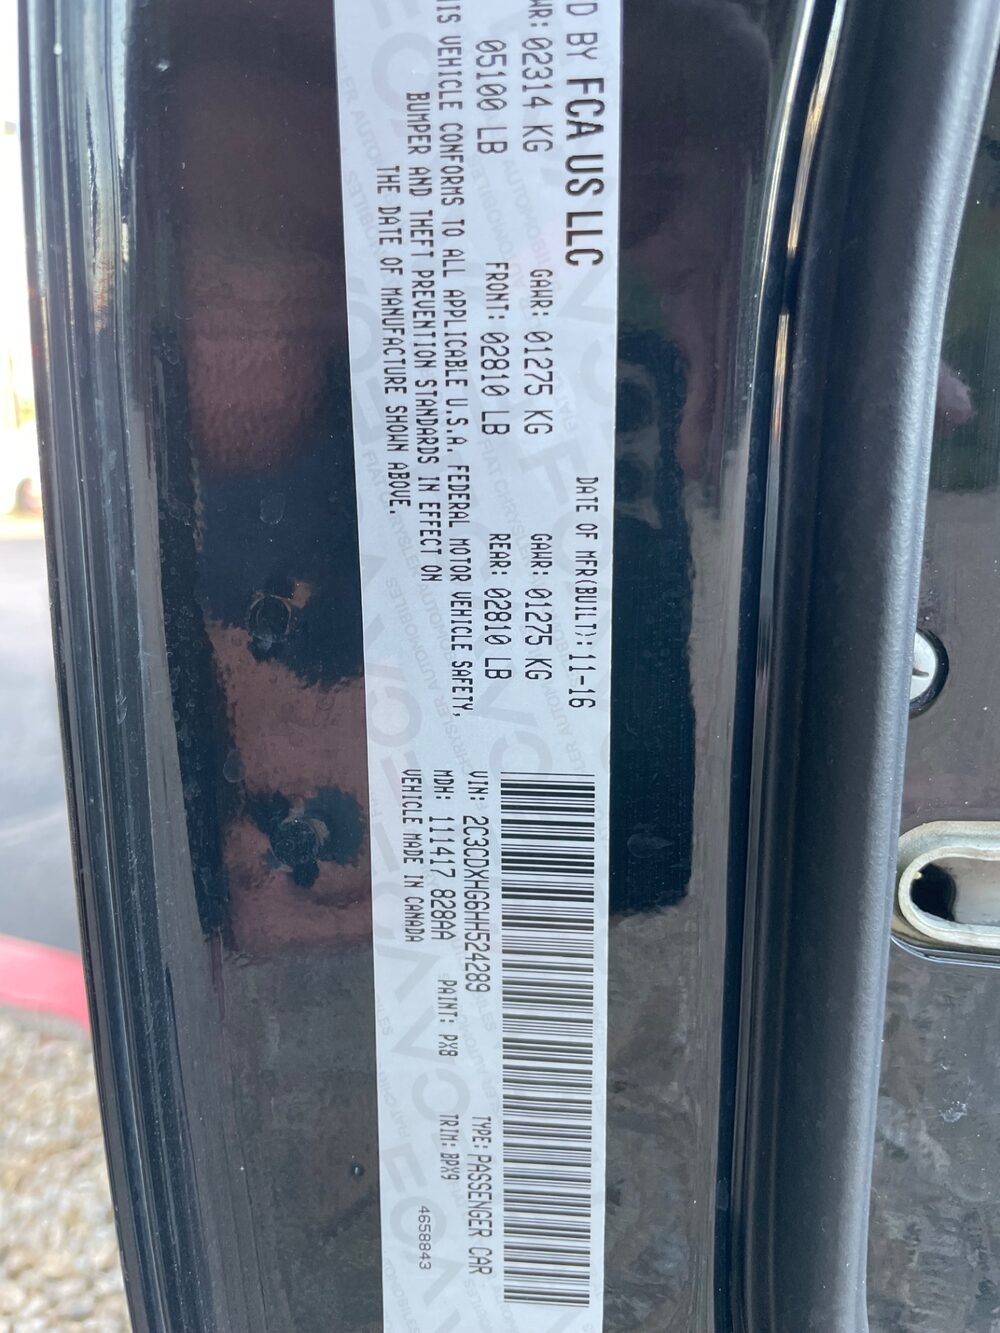 D BY FCA US LLC
DATE OF MFR(BUILT): 11-16
WR: 02314 KG GAWR: 01275 KG GAWR: 01275 KG
05100 LB FRONT: 02810 LB REAR: 02810 LB
IS VEHICLE CONFORMS TO ALL APPLICABLE U.S.A. FEDERAL MOTOR VEHICLE SAFETY,
BUMPER AND THEFT PREVENTION STANDARDS IN EFFECT ON
THE DATE OF MANUFACTURE SHOWN ABOVE.
VIN: 2C3CDXHG6HH524289 TYPE: PASSENGER CAR
MDH: 111417 828AA PAINT: PX8 TRIM: BPX9
VEHICLE MADE IN CANADA
4658843